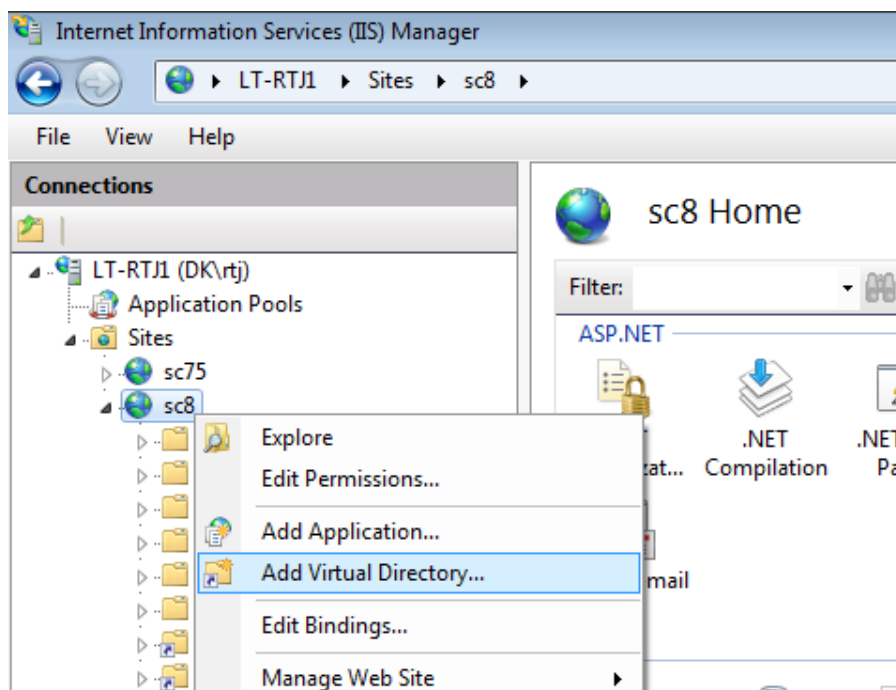 Internet Information Services (IIS) Manager
LT-RTJ1 Sites sc8
File View Help
Connections
LT-RTJ1 (DK\rtj)
Application Pools
Sites
sc75
sc8
Explore
Edit Permissions...
Add Application...
Add Virtual Directory...
Edit Bindings...
Manage Web Site
sc8 Home
Filter:
ASP.NET
.NET
Compilation
.NET